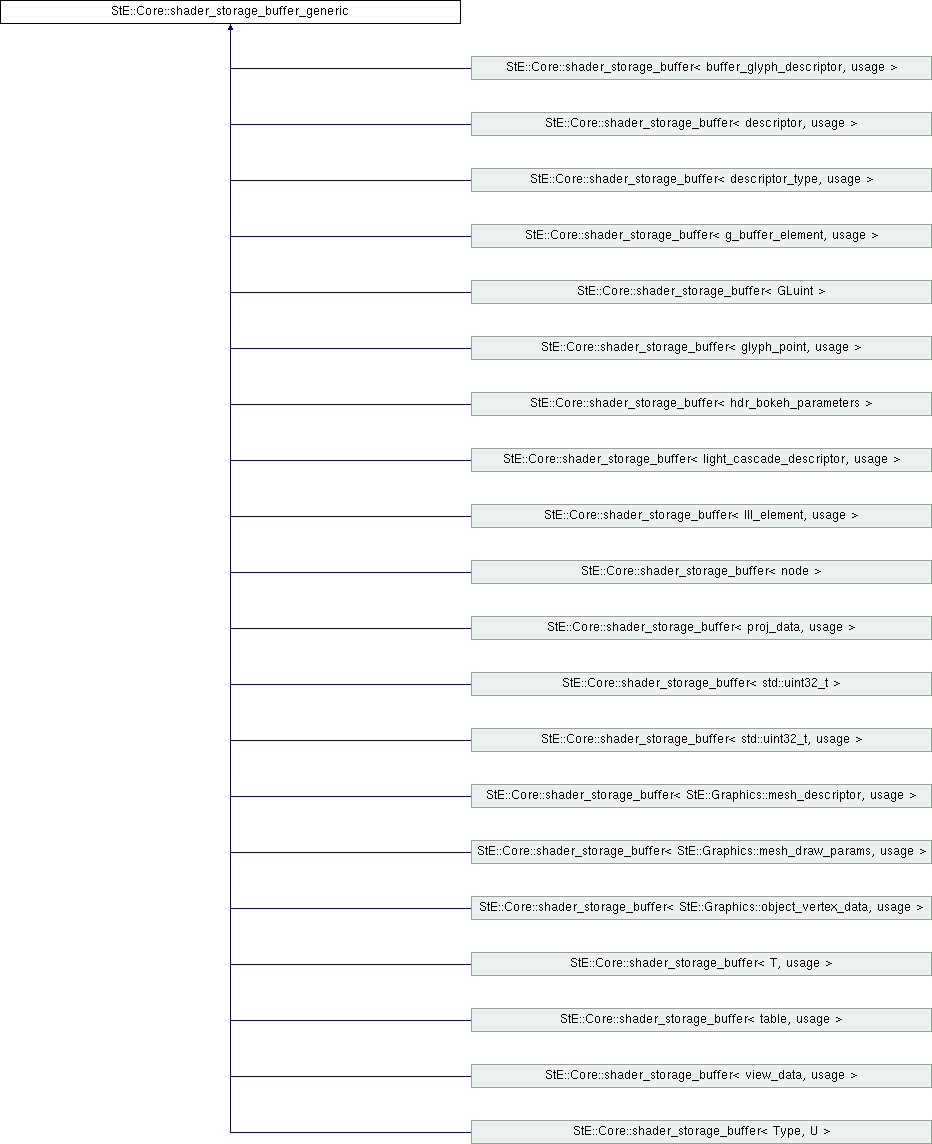 StE::Core::shader_storage_buffer_generic
StE::Core::shader_storage_buffer< buffer_glyph_descriptor, usage >
StE::Core::shader_storage_buffer< descriptor, usage >
StE::Core::shader_storage_buffer< descriptor_type, usage >
StE::Core::shader_storage_buffer< g_buffer_element, usage >
StE::Core::shader_storage_buffer< GLuint >
StE::Core::shader_storage_buffer< glyph_point, usage >
StE::Core::shader_storage_buffer< hdr_bokeh_parameters >
StE::Core::shader_storage_buffer< light_cascade_descriptor, usage >
StE::Core::shader_storage_buffer< lll_element, usage >
StE::Core::shader_storage_buffer< node >
StE::Core::shader_storage_buffer< proj_data, usage >
StE::Core::shader_storage_buffer< std::uint32_t >
StE::Core::shader_storage_buffer< std::uint32_t, usage >
StE::Core::shader_storage_buffer< StE::Graphics::mesh_descriptor, usage >
StE::Core::shader_storage_buffer< StE::Graphics::mesh_draw_params, usage >
StE::Core::shader_storage_buffer< StE::Graphics::object_vertex_data, usage >
StE::Core::shader_storage_buffer< T, usage >
StE::Core::shader_storage_buffer< table, usage >
StE::Core::shader_storage_buffer< view_data, usage >
StE::Core::shader_storage_buffer< Type, U >